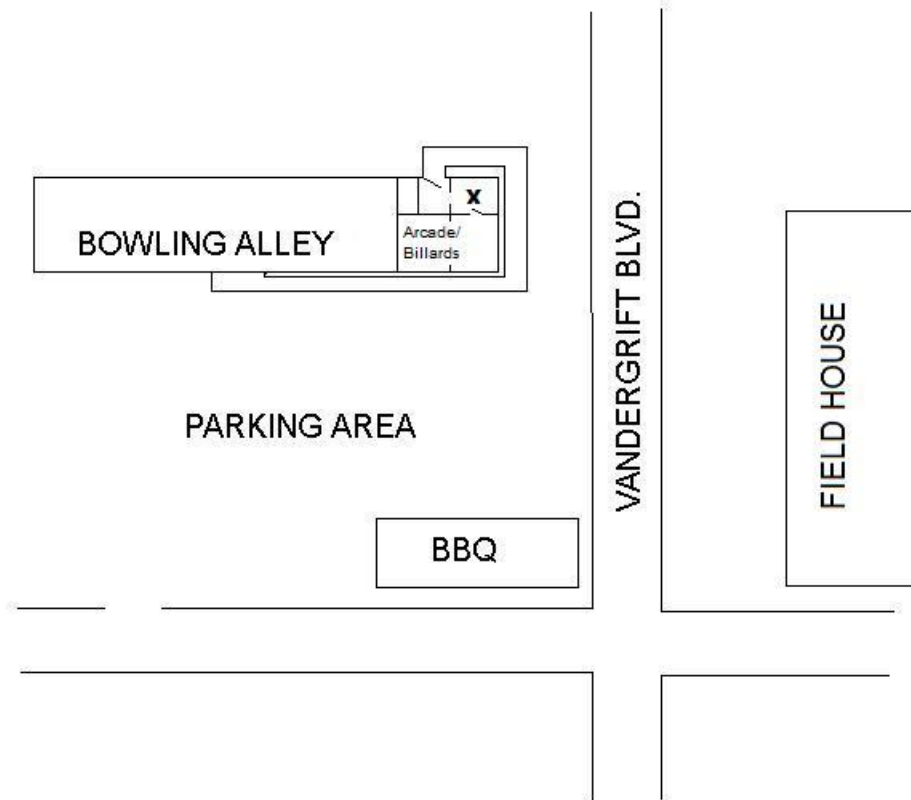 X
BOWLING ALLEY
Arcade/
Billards
VANDERGRIFT BLVD.
FIELD HOUSE
PARKING AREA
BBQ